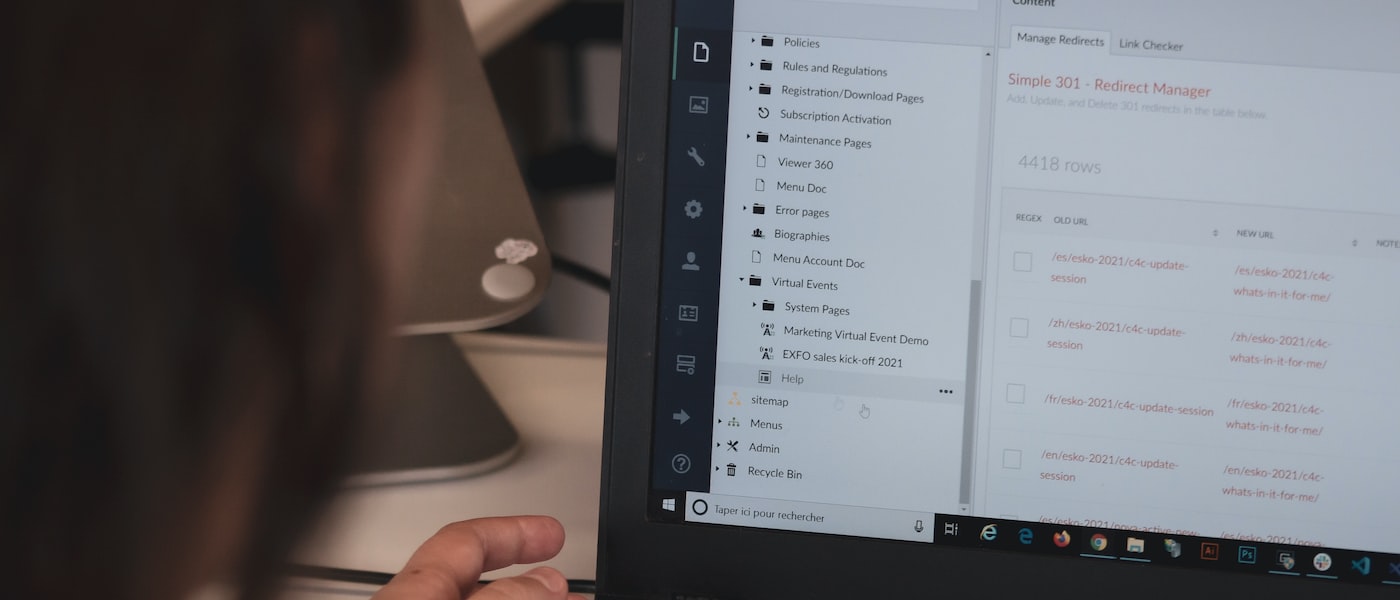 Content
Manage Redirects
Link Checker
Simple 301 - Redirect Manager
Add, Update, and Delete 301 redirects in the table below.
4418 rows
REGEX
OLD URL
NEW URL
/es/esko-2021/c4c-update-
session
/es/esko-2021/c4c-
whats-in-it-for-me/
/zh/esko-2021/c4c-update-
session
/zh/esko-2021/c4c-
whats-in-it-for-me/
/fr/esko-2021/c4c-update-session
/fr/esko-2021/c4c-
whats-in-it-for-me/
/en/esko-2021/c4c-update-
session
/en/esko-2021/c4c-
whats-in-it-for-me/
Policies
Rules and Regulations
Registration/Download Pages
Subscription Activation
Maintenance Pages
Viewer 360
Menu Doc
Error pages
Biographies
Menu Account Doc
Virtual Events
System Pages
Marketing Virtual Event Demo
EXFO sales kick-off 2021
Help
sitemap
Menus
Admin
Recycle Bin
Taper ici pour rechercher
Ai
Ps